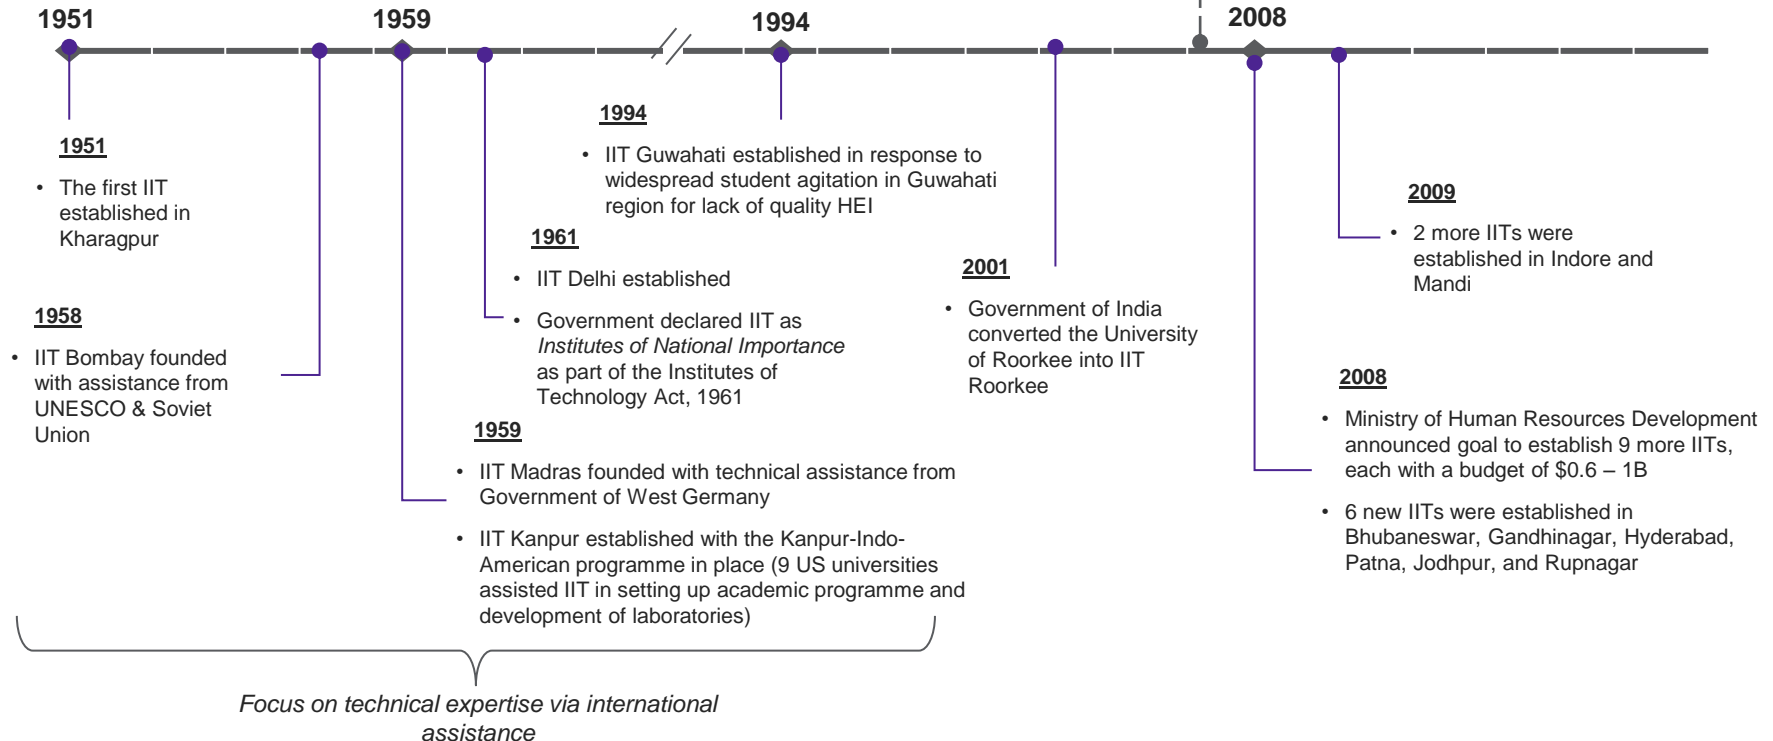 1951
1959
1994
2008
1951
• The first IIT
established in
Kharagpur
1958
• IIT Bombay founded
with assistance from
UNESCO & Soviet
Union
1994
• IIT Guwahati established in response to
widespread student agitation in Guwahati
region for lack of quality HEI
1961
• IIT Delhi established
• Government declared IIT as
Institutes of National Importance
as part of the Institutes of
Technology Act, 1961
1959
• IIT Madras founded with technical assistance from
Government of West Germany
• IIT Kanpur established with the Kanpur-Indo-
American programme in place (9 US universities
assisted IIT in setting up academic programme and
development of laboratories)
2001
• Government of India
converted the University
of Roorkee into IIT
Roorkee
2009
• 2 more IITs were
established in Indore and
Mandi
2008
• Ministry of Human Resources Development
announced goal to establish 9 more IITs,
each with a budget of $0.6 – 1B
• 6 new IITs were established in
Bhubaneswar, Gandhinagar, Hyderabad,
Patna, Jodhpur, and Rupnagar
Focus on technical expertise via international
assistance